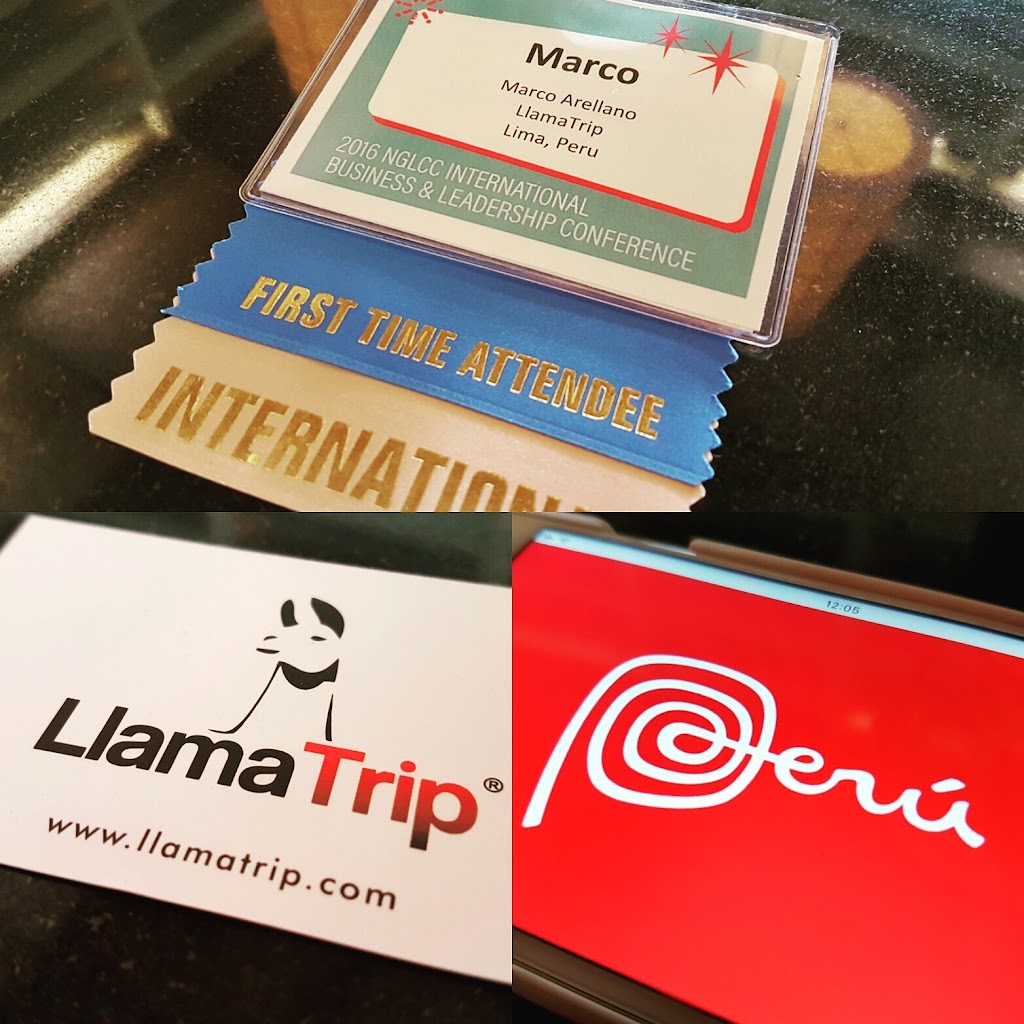 Marco
Marco Arellano
LlamaTrip
Lima, Peru
2016 NGLCC INTERNATIONAL
BUSINESS & LEADERSHIP CONFERENCE
FIRST TIME ATTENDEE
INTERNATION
LlamaTrip®
www.llamatrip.com
12:05
Perú